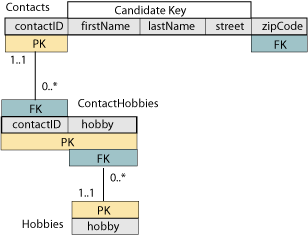 Contacts
Candidate Key
contactID firstName lastName street zipCode
PK FK
1..1
0..*
FK ContactHobbies
contactID hobby
PK
FK
0..*
1..1
PK
Hobbies hobby